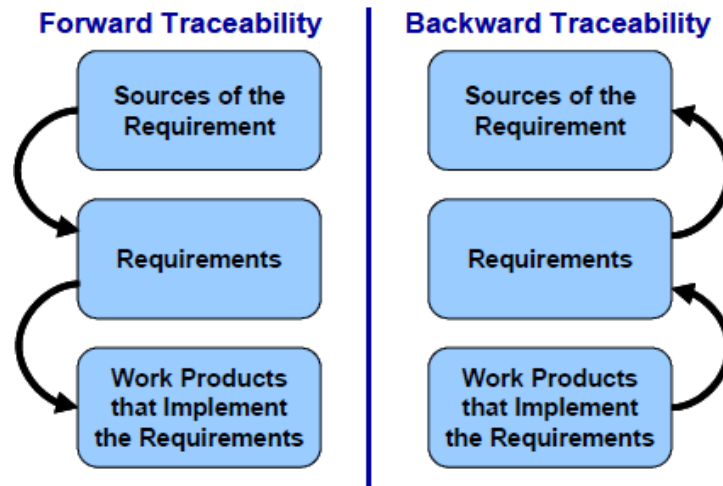 Forward Traceability
Sources of the
Requirement
Requirements
Work Products
that Implement
the Requirements
Backward Traceability
Sources of the
Requirement
Requirements
Work Products
that Implement
the Requirements